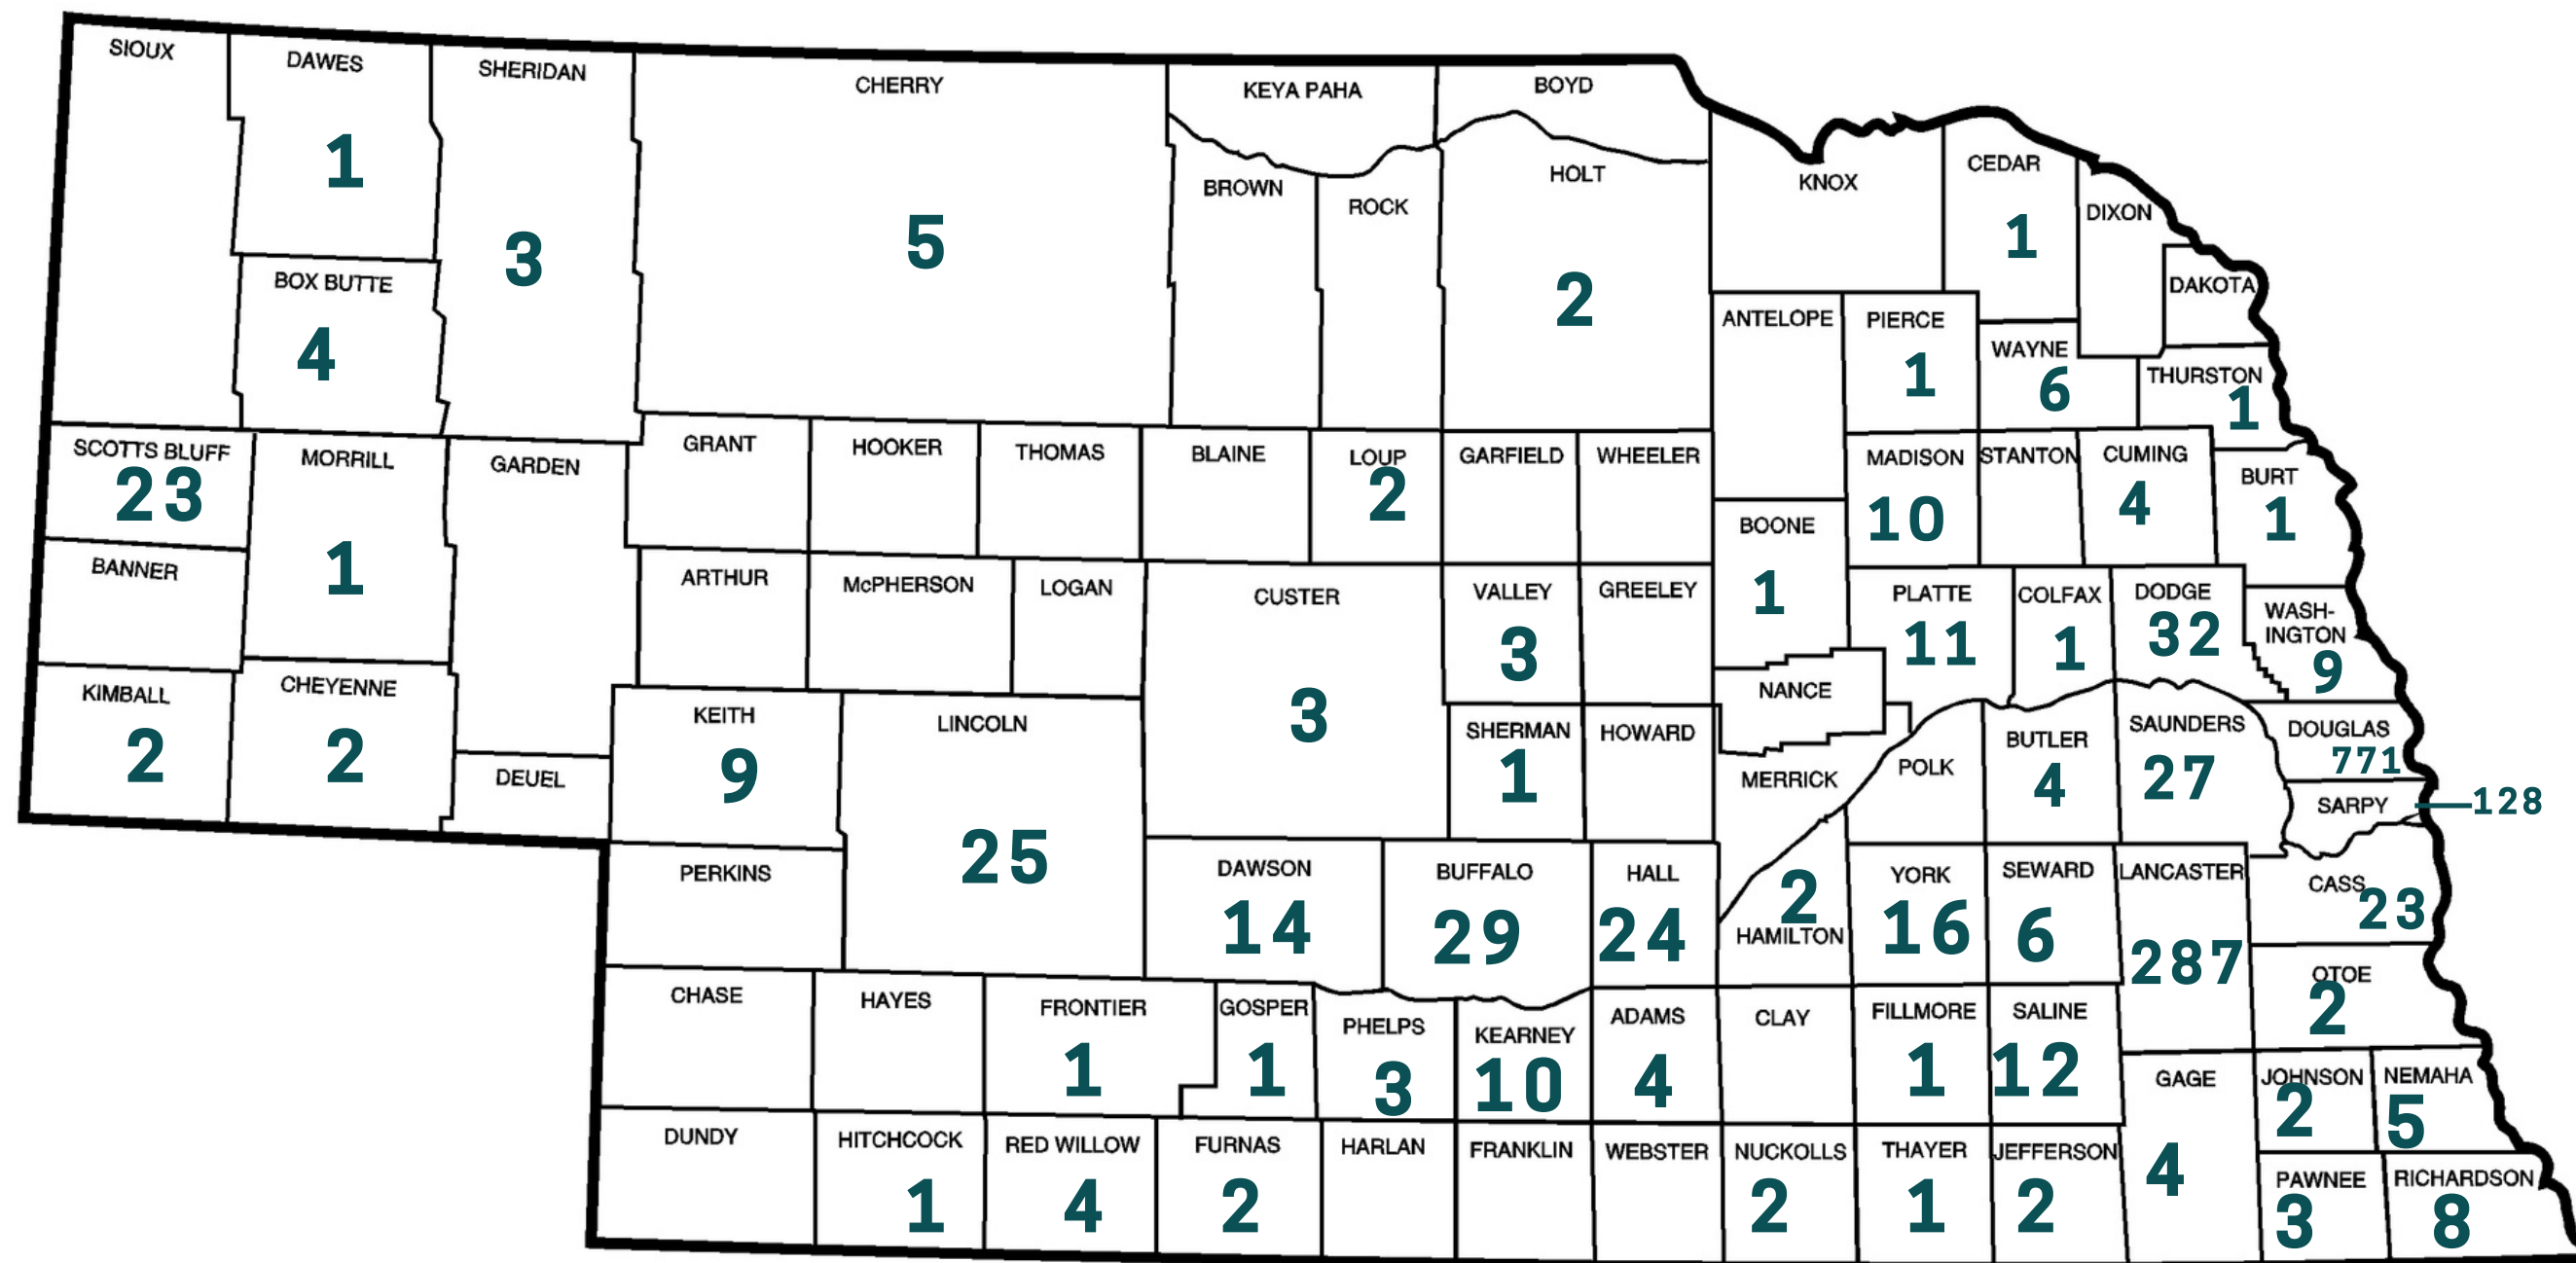 SIOUX
DAWES
1
SHERIDAN
3
CHERRY
5
KEYA PAHA
BOYD
BROWN
ROCK
HOLT
2
KNOX
CEDAR
1
DIXON
DAKOTA
BOX BUTTE
4
ANTELOPE
PIERCE
1
WAYNE
6
THURSTON
1
SCOTTS BLUFF
23
MORRILL
1
GARDEN
GRANT
HOOKER
THOMAS
BLAINE
LOUP
2
GARFIELD
WHEELER
BOONE
1
MADISON
10
STANTON
CUMING
4
BURT
1
BANNER
ARTHUR
McPHERSON
LOGAN
CUSTER
3
VALLEY
3
GREELEY
PLATTE
11
COLFAX
1
DODGE
32
WASH-
INGTON
9
KIMBALL
2
CHEYENNE
2
DEUEL
KEITH
9
LINCOLN
25
SHERMAN
1
HOWARD
NANCE
MERRICK
POLK
BUTLER
4
SAUNDERS
27
DOUGLAS
771
SARPY
128
PERKINS
DAWSON
14
BUFFALO
29
HALL
24
2
HAMILTON
YORK
16
SEWARD
6
LANCASTER
287
CASS
23
OTOE
2
CHASE
HAYES
FRONTIER
1
GOSPER
1
PHELPS
3
KEARNEY
10
ADAMS
4
CLAY
FILLMORE
1
SALINE
12
GAGE
4
JOHNSON
2
NEMAHA
5
DUNDY
HITCHCOCK
1
RED WILLOW
4
FURNAS
2
HARLAN
FRANKLIN
WEBSTER
NUCKOLLS
2
THAYER
1
JEFFERSON
2
PAWNEE
3
RICHARDSON
8